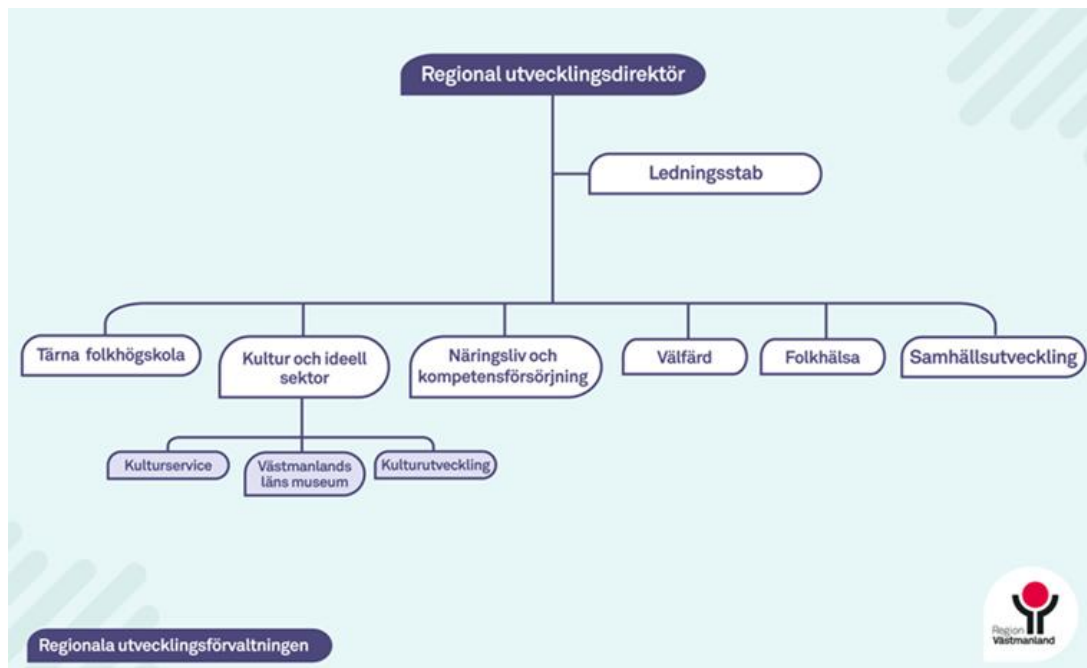 Regional utvecklingsdirektör
Ledningsstab
Tärna folkhögskola
Kultur och ideell
sektor
Näringsliv och
kompetensförsörjning
Välfärd
Folkhälsa
Samhällsutveckling
Kulturservice
Västmanlands
läns museum
Kulturutveckling
Regionala utvecklingsförvaltningen
Region
Västmanland